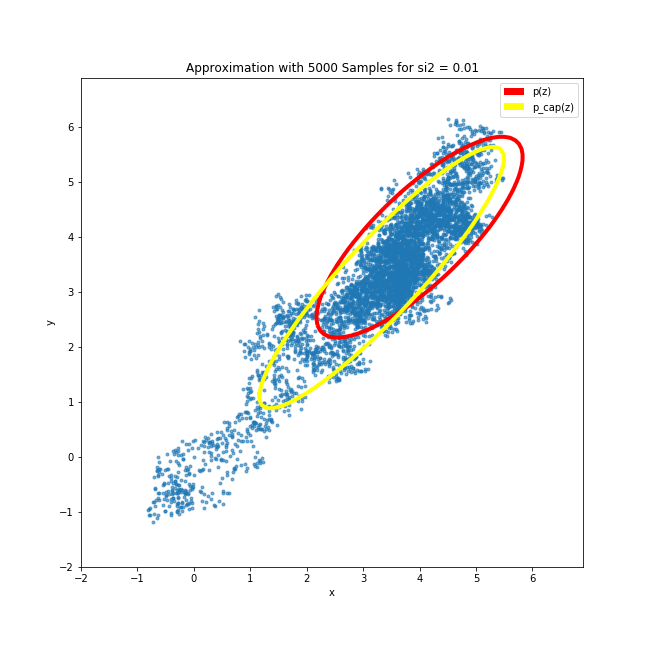 Approximation with 5000 Samples for si2 = 0.01
p(z)
p_cap(z)
6
5
4
3
2
1
0
−1
−2
y
−2 −1 0 1 2 3 4 5 6
x